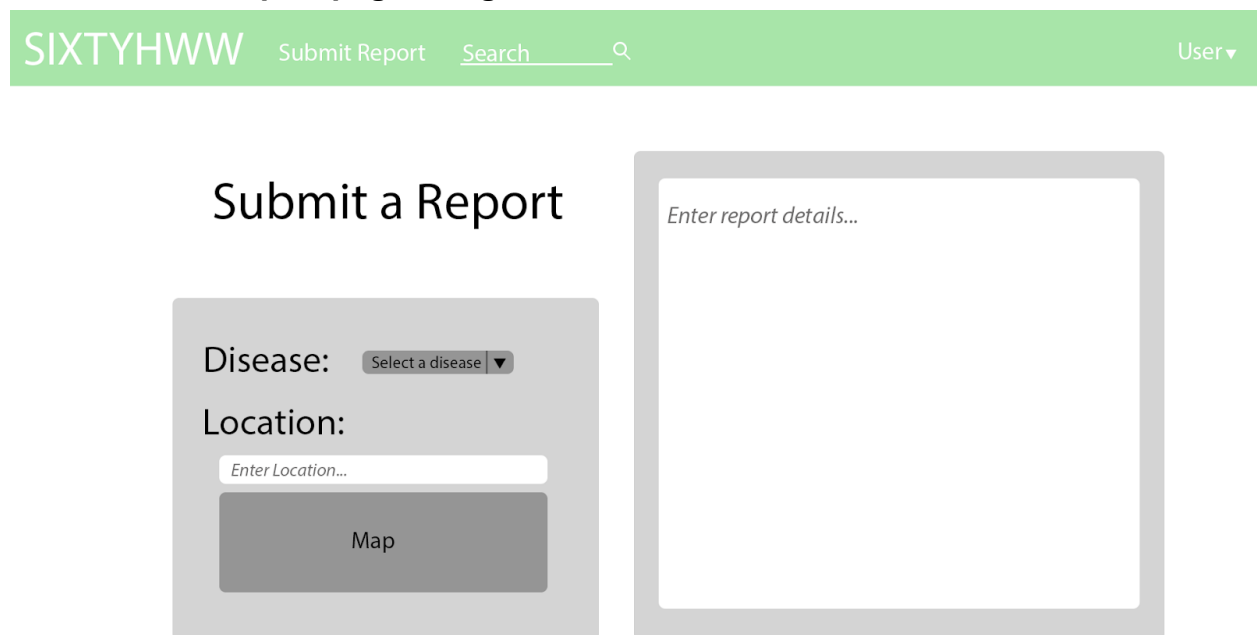 SIXTYHWW Submit Report Search User
Submit a Report
Disease: Select a disease
Location:
Enter Location...
Map
Enter report details...